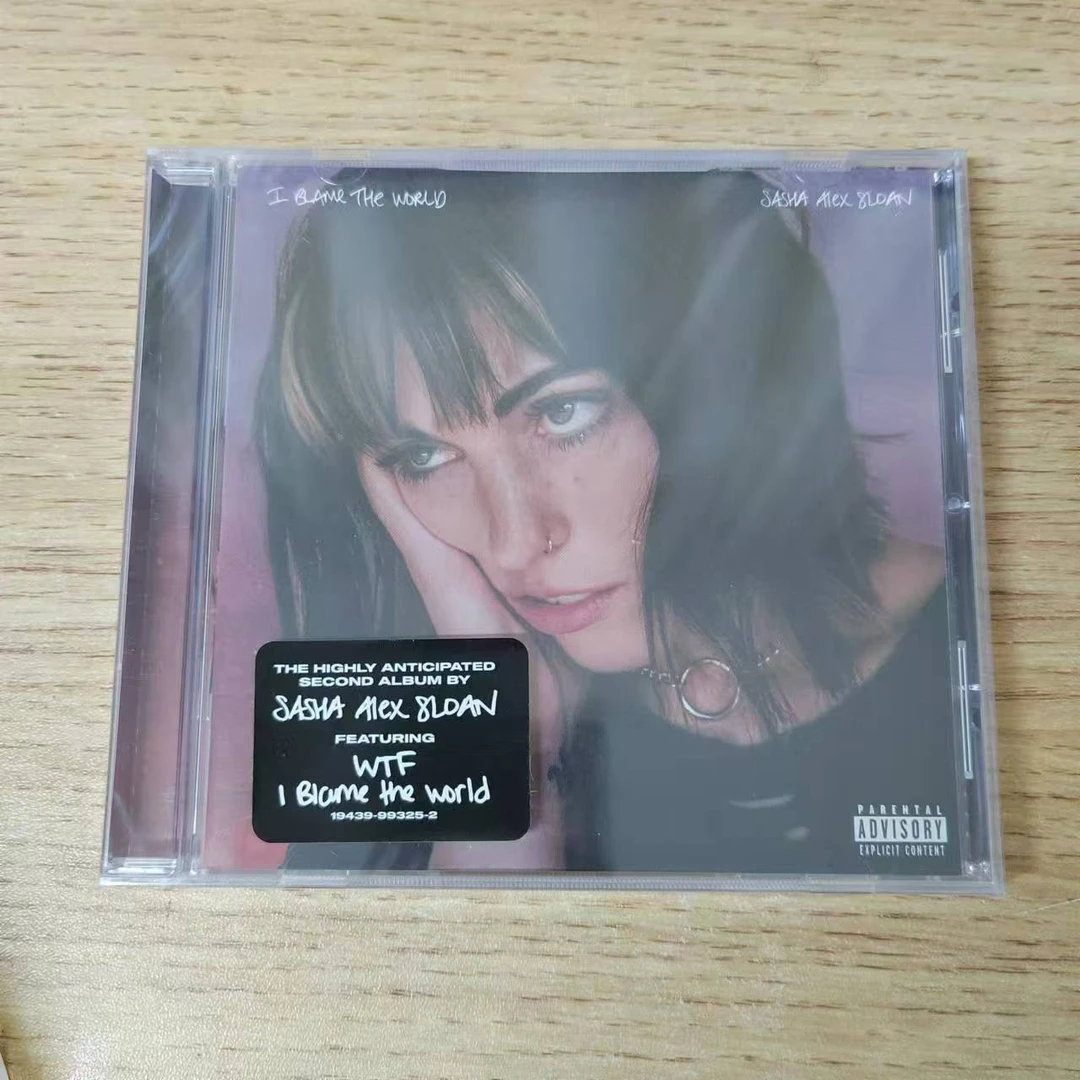 I BLAME THE WORLD
SASHA Alex SLOAN
THE HIGHLY ANTICIPATED
SECOND ALBUM BY
SASHA Alex SLOAN
FEATURING
WTF
I Blame the world
19439-99325-2
PARENTAL
ADVISORY
EXPLICIT CONTENT